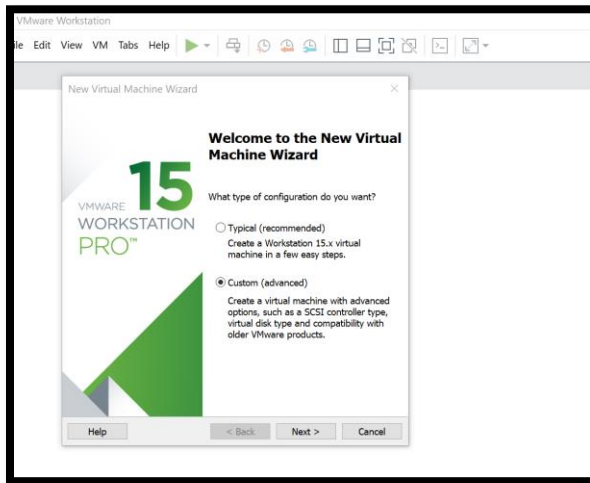 VMware Workstation
ile Edit View VM Tabs Help
New Virtual Machine Wizard
Welcome to the New Virtual
Machine Wizard
15
VMWARE
WORKSTATION
PRO™
What type of configuration do you want?
Typical (recommended)
Create a Workstation 15.x virtual
machine in a few easy steps.
Custom (advanced)
Create a virtual machine with advanced
options, such as a SCSI controller type,
virtual disk type and compatibility with
older VMware products.
Help < Back Next > Cancel